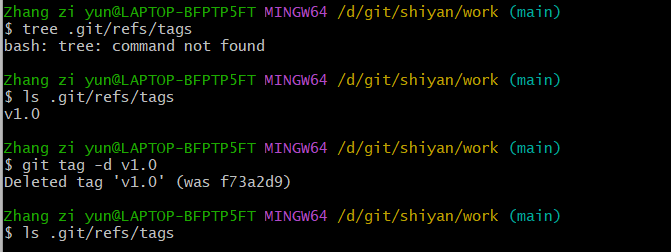 Zhang zi yun@LAPTOP-BFPTP5FT MINGW64 /d/git/shiyan/work (main)
$ tree .git/refs/tags
bash: tree: command not found
Zhang zi yun@LAPTOP-BFPTP5FT MINGW64 /d/git/shiyan/work (main)
$ ls .git/refs/tags
v1.0
Zhang zi yun@LAPTOP-BFPTP5FT MINGW64 /d/git/shiyan/work (main)
$ git tag -d v1.0
Deleted tag 'v1.0' (was f73a2d9)
Zhang zi yun@LAPTOP-BFPTP5FT MINGW64 /d/git/shiyan/work (main)
$ ls .git/refs/tags